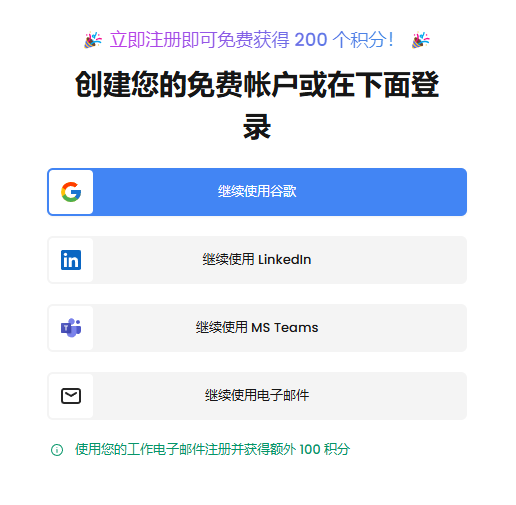 🎉 立即注册即可免费获得 200 个积分！ 🎉
创建您的免费帐户或在下面登
录
继续使用谷歌
继续使用 LinkedIn
继续使用 MS Teams
继续使用电子邮件
使用您的工作电子邮件注册并获得额外 100 积分